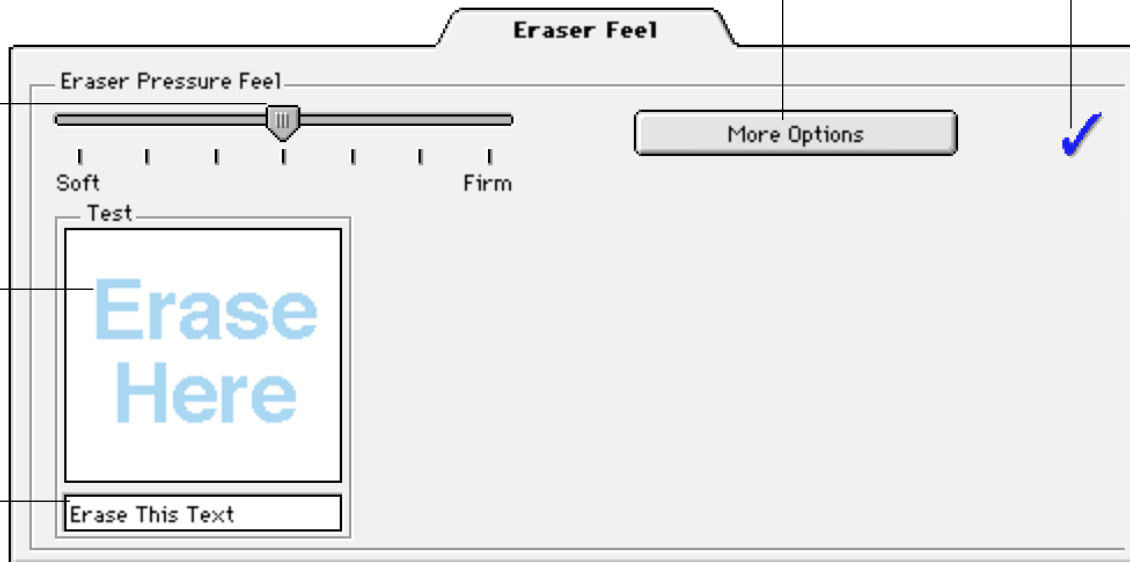 Eraser Feel
Eraser Pressure Feel
More Options
Soft
Firm
Test
Erase
Here
Erase This Text